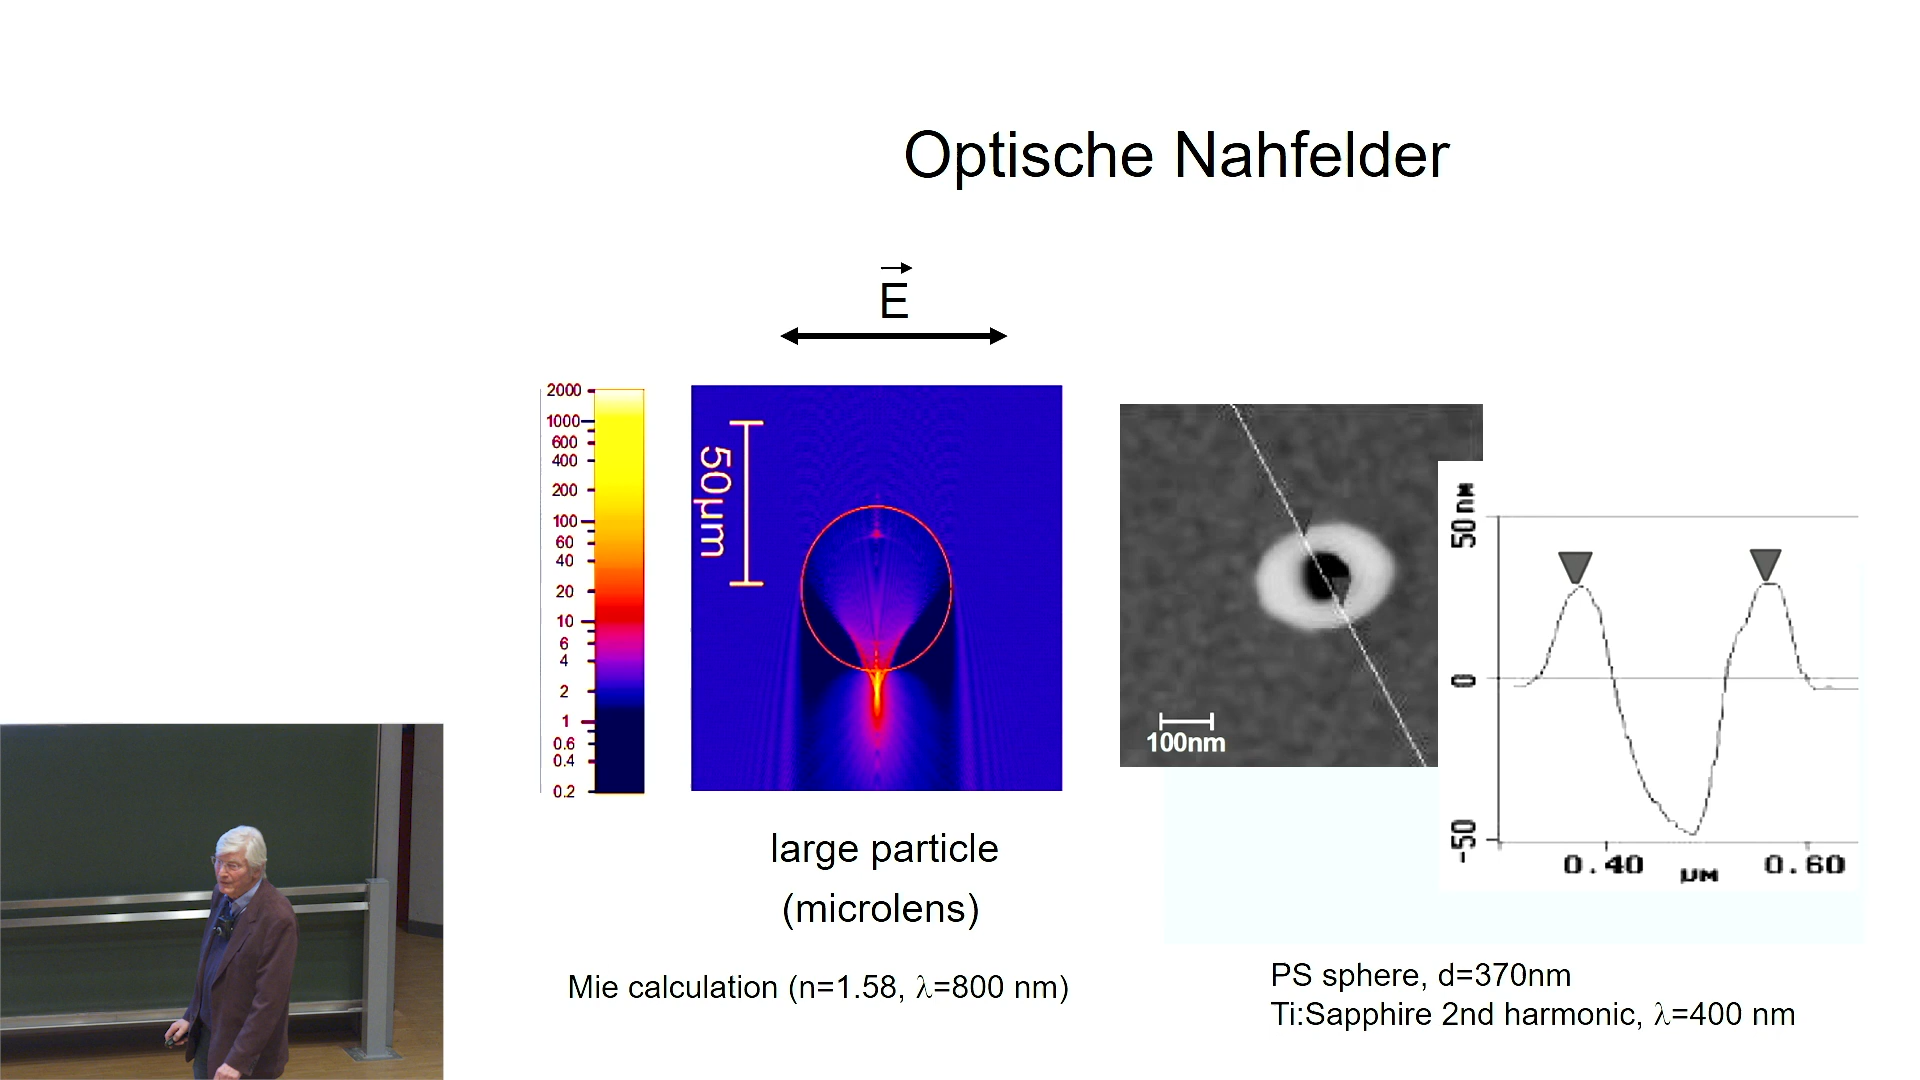 Optische Nahfelder
E
2000
1000
600
400
200
100
60
40
20
10
6
4
2
1
0.6
0.4
0.2
50µm
large particle
(microlens)
Mie calculation (n=1.58, λ=800 nm)
100nm
50 nм
0
-50
0.40 µм 0.60
PS sphere, d=370nm
Ti:Sapphire 2nd harmonic, λ=400 nm